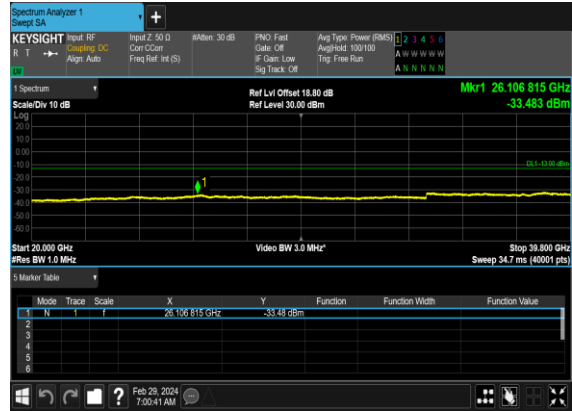 Spectrum Analyzer 1
Swept SA
+
KEYSIGHT Input: RF Input Z: 50 Ω #Atten: 30 dB PNO: Fast Avg Type: Power (RMS) 1 2 3 4 5 6
R T Coupling: DC Corr CCorr Gate: Off Avg|Hold: 100/100 A W W W W W
Align: Auto Freq Ref: Int (S) IF Gain: Low Trig: Free Run
Sig Track: Off A N N N N N
1 Spectrum Ref Lvl Offset 18.80 dB Mkr1 26.106 815 GHz
Scale/Div 10 dB Ref Level 30.00 dBm -33.483 dBm
Log
20.0
10.0
0.00
-10.0
DL1 -13.00 dBm
-20.0
1
-30.0
-40.0
-50.0
-60.0
Start 20.000 GHz Video BW 3.0 MHz* Stop 39.800 GHz
#Res BW 1.0 MHz Sweep 34.7 ms (40001 pts)
5 Marker Table
Mode Trace Scale X Y Function Function Width Function Value
1 N 1 f 26.106 815 GHz -33.48 dBm
2
3
4
5
6
? Feb 29, 2024
7:00:41 AM